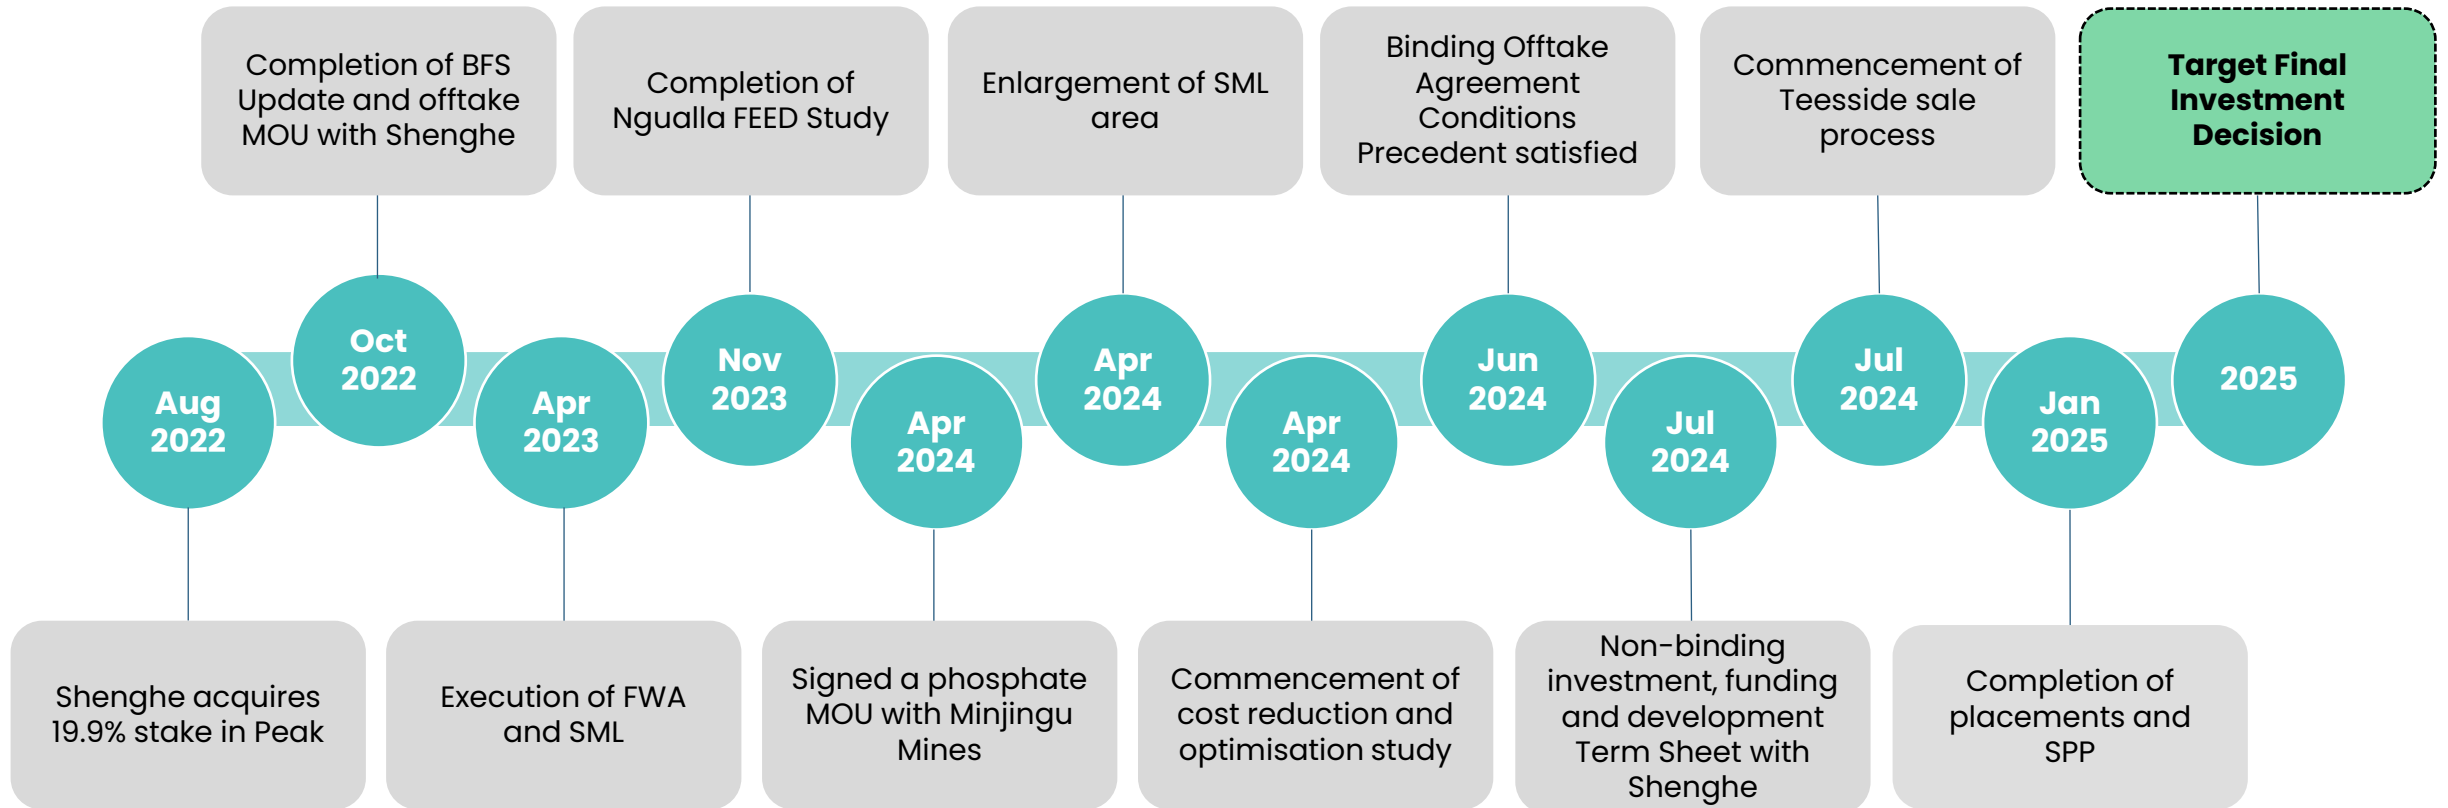 Completion of BFS
Update and offtake
MOU with Shenghe
Completion of
Ngualla FEED Study
Enlargement of SML
area
Binding Offtake
Agreement
Conditions
Precedent satisfied
Commencement of
Teesside sale
process
Target Final
Investment
Decision
Aug
2022
Oct
2022
Apr
2023
Nov
2023
Apr
2024
Apr
2024
Apr
2024
Jun
2024
Jul
2024
Jul
2024
Jan
2025
2025
Shenghe acquires
19.9% stake in Peak
Execution of FWA
and SML
Signed a phosphate
MOU with Minjingu
Mines
Commencement of
cost reduction and
optimisation study
Non-binding
investment, funding
and development
Term Sheet with
Shenghe
Completion of
placements and
SPP